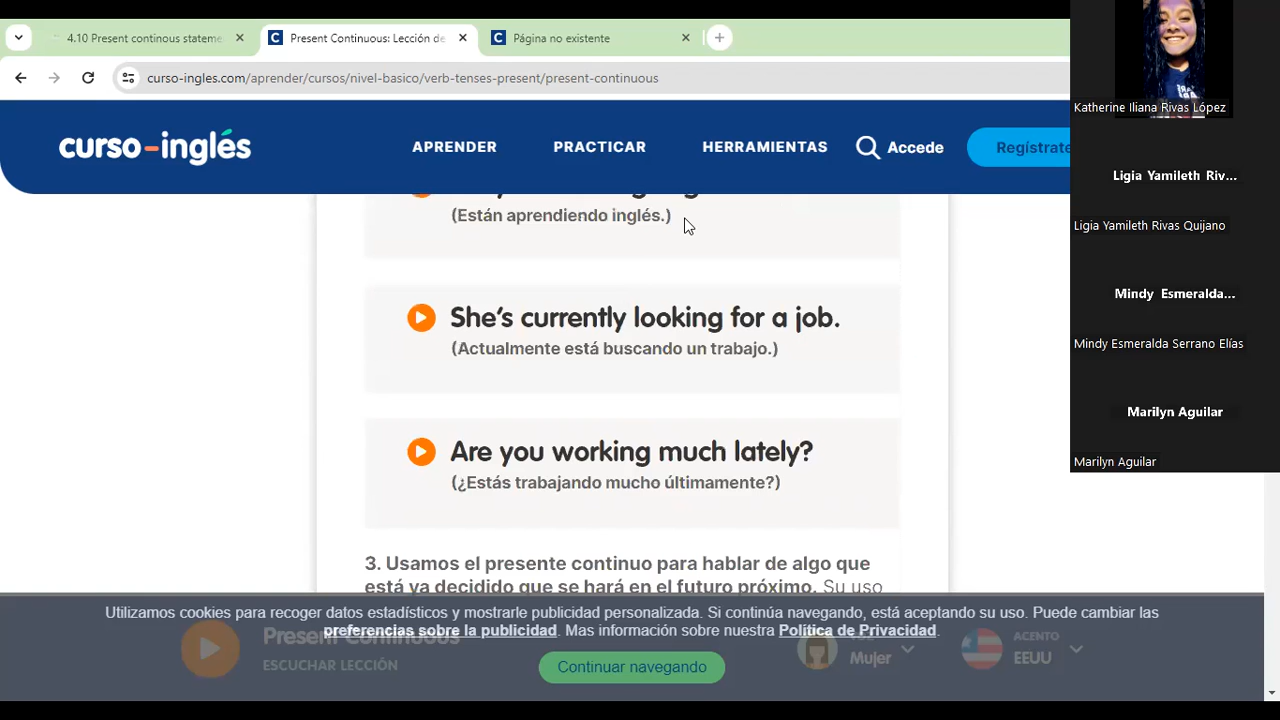 4.10 Present continous stateme
Present Continuous: Lección de
Página no existente
curso-ingles.com/aprender/cursos/nivel-basico/verb-tenses-present/present-continuous
curso-inglés
APRENDER
PRACTICAR
HERRAMIENTAS
Accede
Regístrate
(Están aprendiendo inglés.)
She's currently looking for a job.
(Actualmente está buscando un trabajo.)
Are you working much lately?
(¿Estás trabajando mucho últimamente?)
3. Usamos el presente continuo para hablar de algo que
está ya decidido que se hará en el futuro próximo. Su uso
Utilizamos cookies para recoger datos estadísticos y mostrarle publicidad personalizada. Si continúa navegando, está aceptando su uso. Puede cambiar las
preferencias sobre la publicidad. Mas información sobre nuestra Política de Privacidad.
Present Continuous
ESCUCHAR LECCIÓN
Continuar navegando
Mujer
ACENTO
EEUU
Katherine Iliana Rivas López
Ligia Yamileth Riv...
Ligia Yamileth Rivas Quijano
Mindy Esmeralda...
Mindy Esmeralda Serrano Elías
Marilyn Aguilar
Marilyn Aguilar